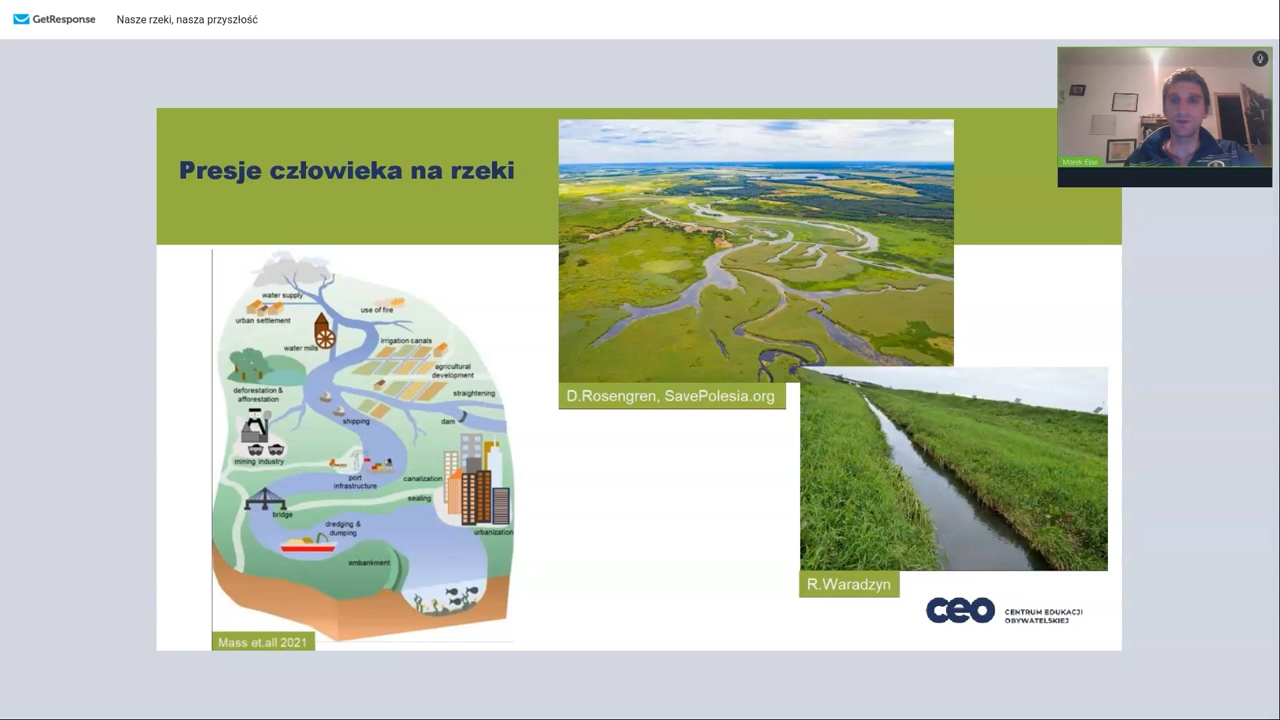 GetResponse
Nasze rzeki, nasza przyszłość
Marek Elas
Presje człowieka na rzeki
water supply
urban settlement
use of fire
water mills
irrigation canals
agricultural
development
deforestation &
afforestation
straightening
shipping
dam
mining industry
port
infrastructure
canalization
sealing
bridge
dredging &
dumping
urbanization
embankment
Mass et.all 2021
D.Rosengren, SavePolesia.org
R.Waradzyn
ceo
CENTRUM EDUKACJI
OBYWATELSKIEJ